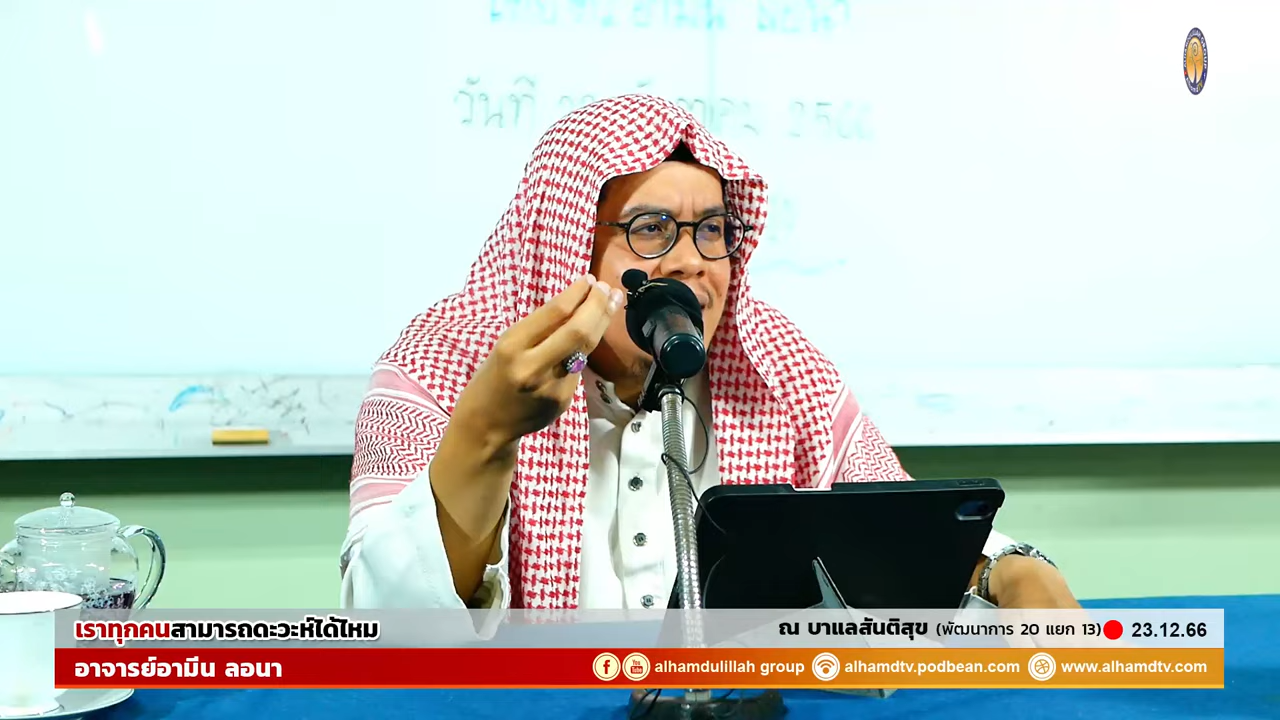 วันที่
เราทุกคนสามารถดะวะห์ได้ไหม
ณ บาแลสันติสุข (พัฒนาการ 20 แยก 13) 23.12.66
อาจารย์อามีน ลอนา
alhamdulillah group alhamdtv.podbean.com www.alhamdtv.com